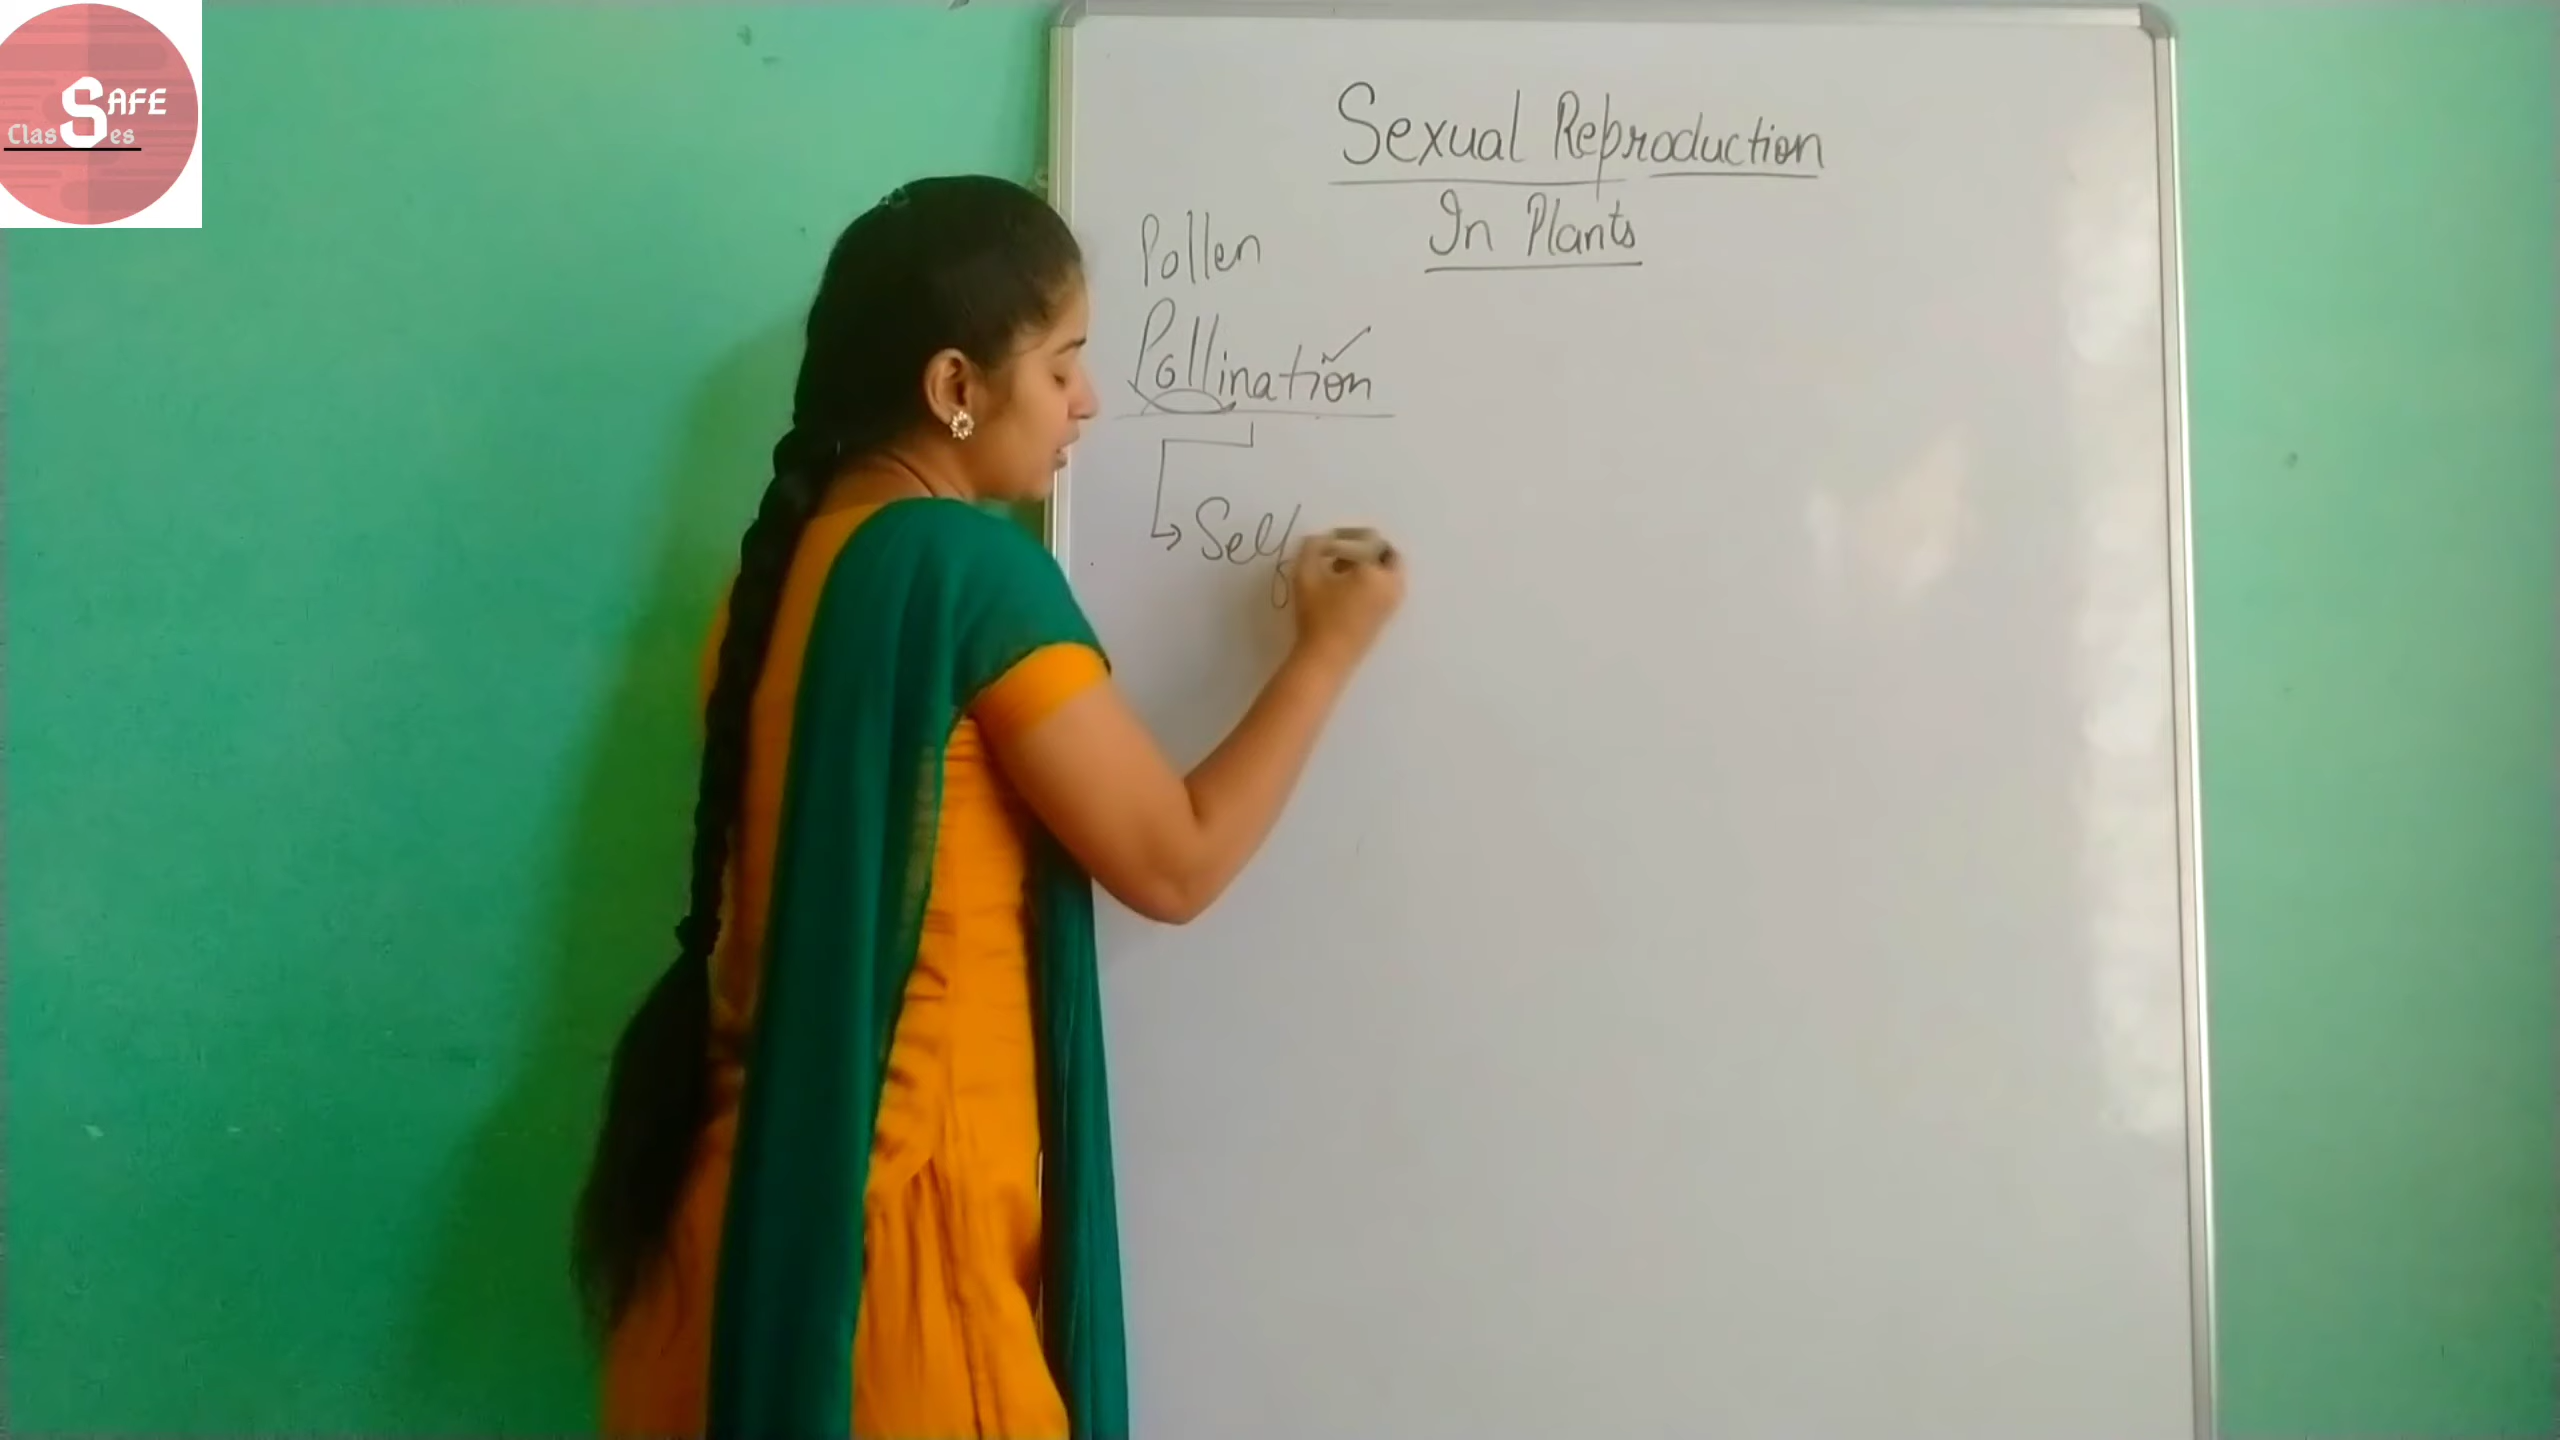 SAFE
Classes
Sexual Reproduction
In Plants
Pollen
Pollination
Self